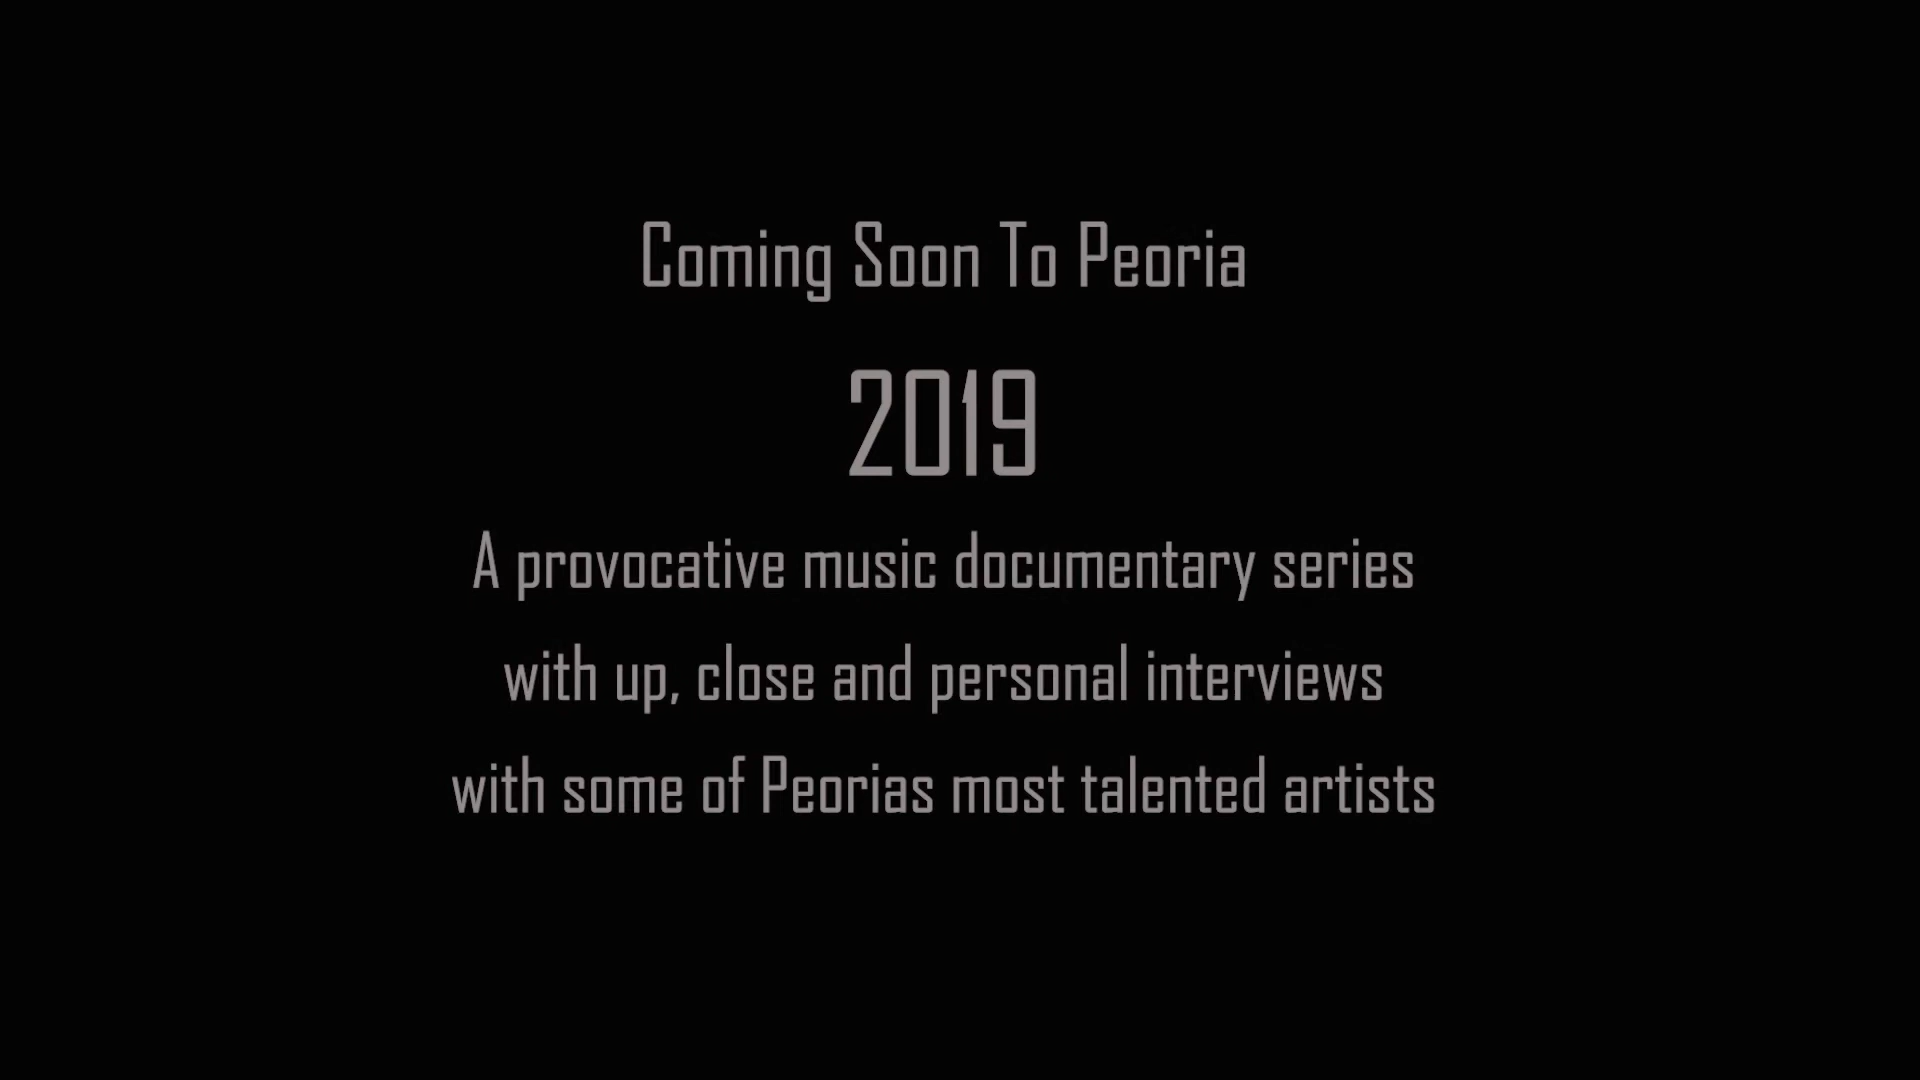 Coming Soon To Peoria
2019
A provocative music documentary series
with up, close and personal interviews
with some of Peorias most talented artists